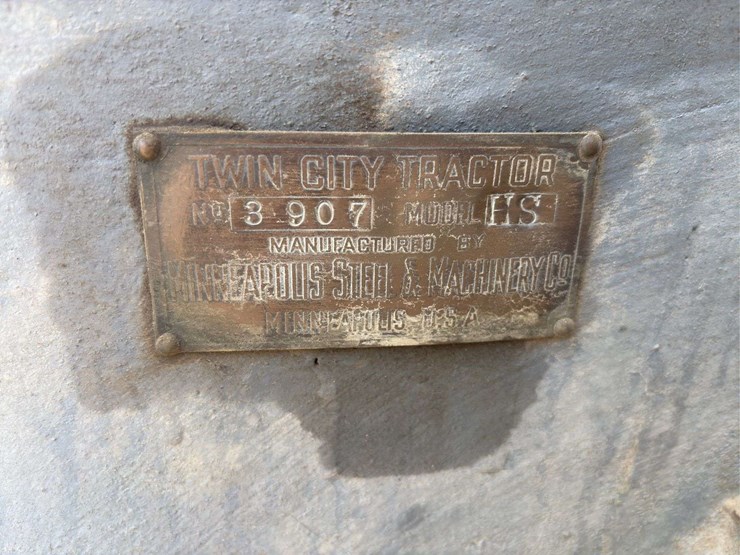 TWIN CITY TRACTOR
NO 3907 MODEL HS
MANUFACTURED BY
MINNEAPOLIS STEEL & MACHINERY CO
MINNEAPOLIS U.S.A.